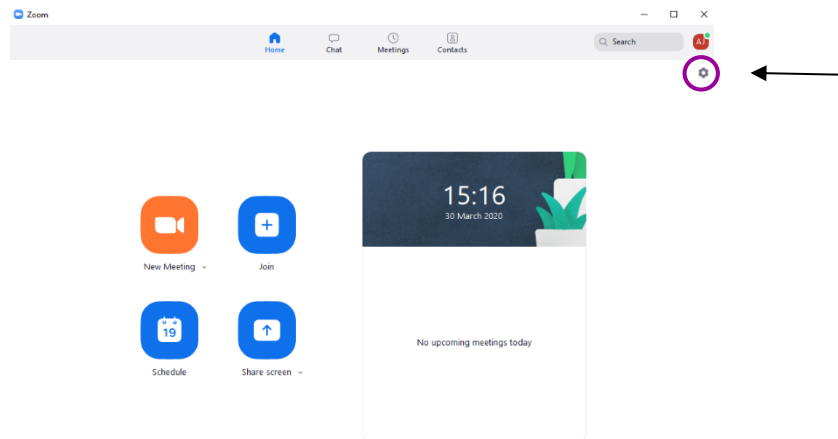 Zoom
Home
Chat
Meetings
Contacts
Search
AJ
15:16
30 March 2020
New Meeting
Join
19
Schedule
Share screen
No upcoming meetings today